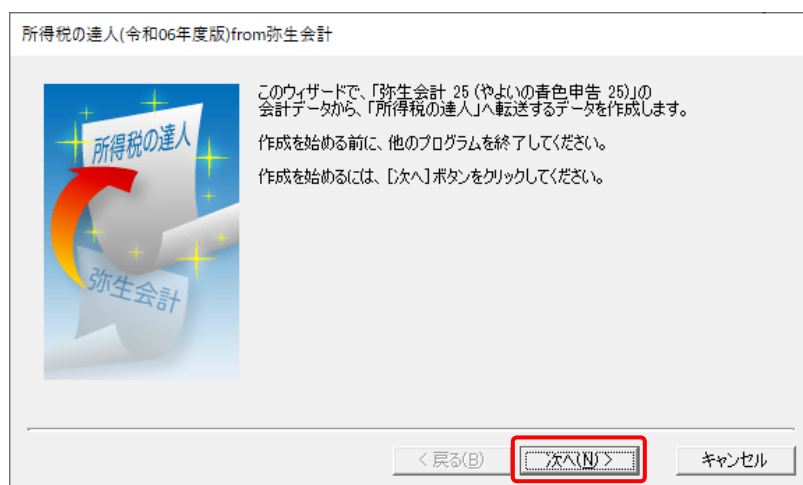 所得税の達人(令和06年度版)from弥生会計
このウィザードで、「弥生会計 25 (やよいの青色申告 25)」の
会計データから、「所得税の達人」へ転送するデータを作成します。
作成を始める前に、他のプログラムを終了してください。
作成を始めるには、[次へ]ボタンをクリックしてください。
所得税の達人
弥生会計
< 戻る(B)
次へ(N) >
キャンセル